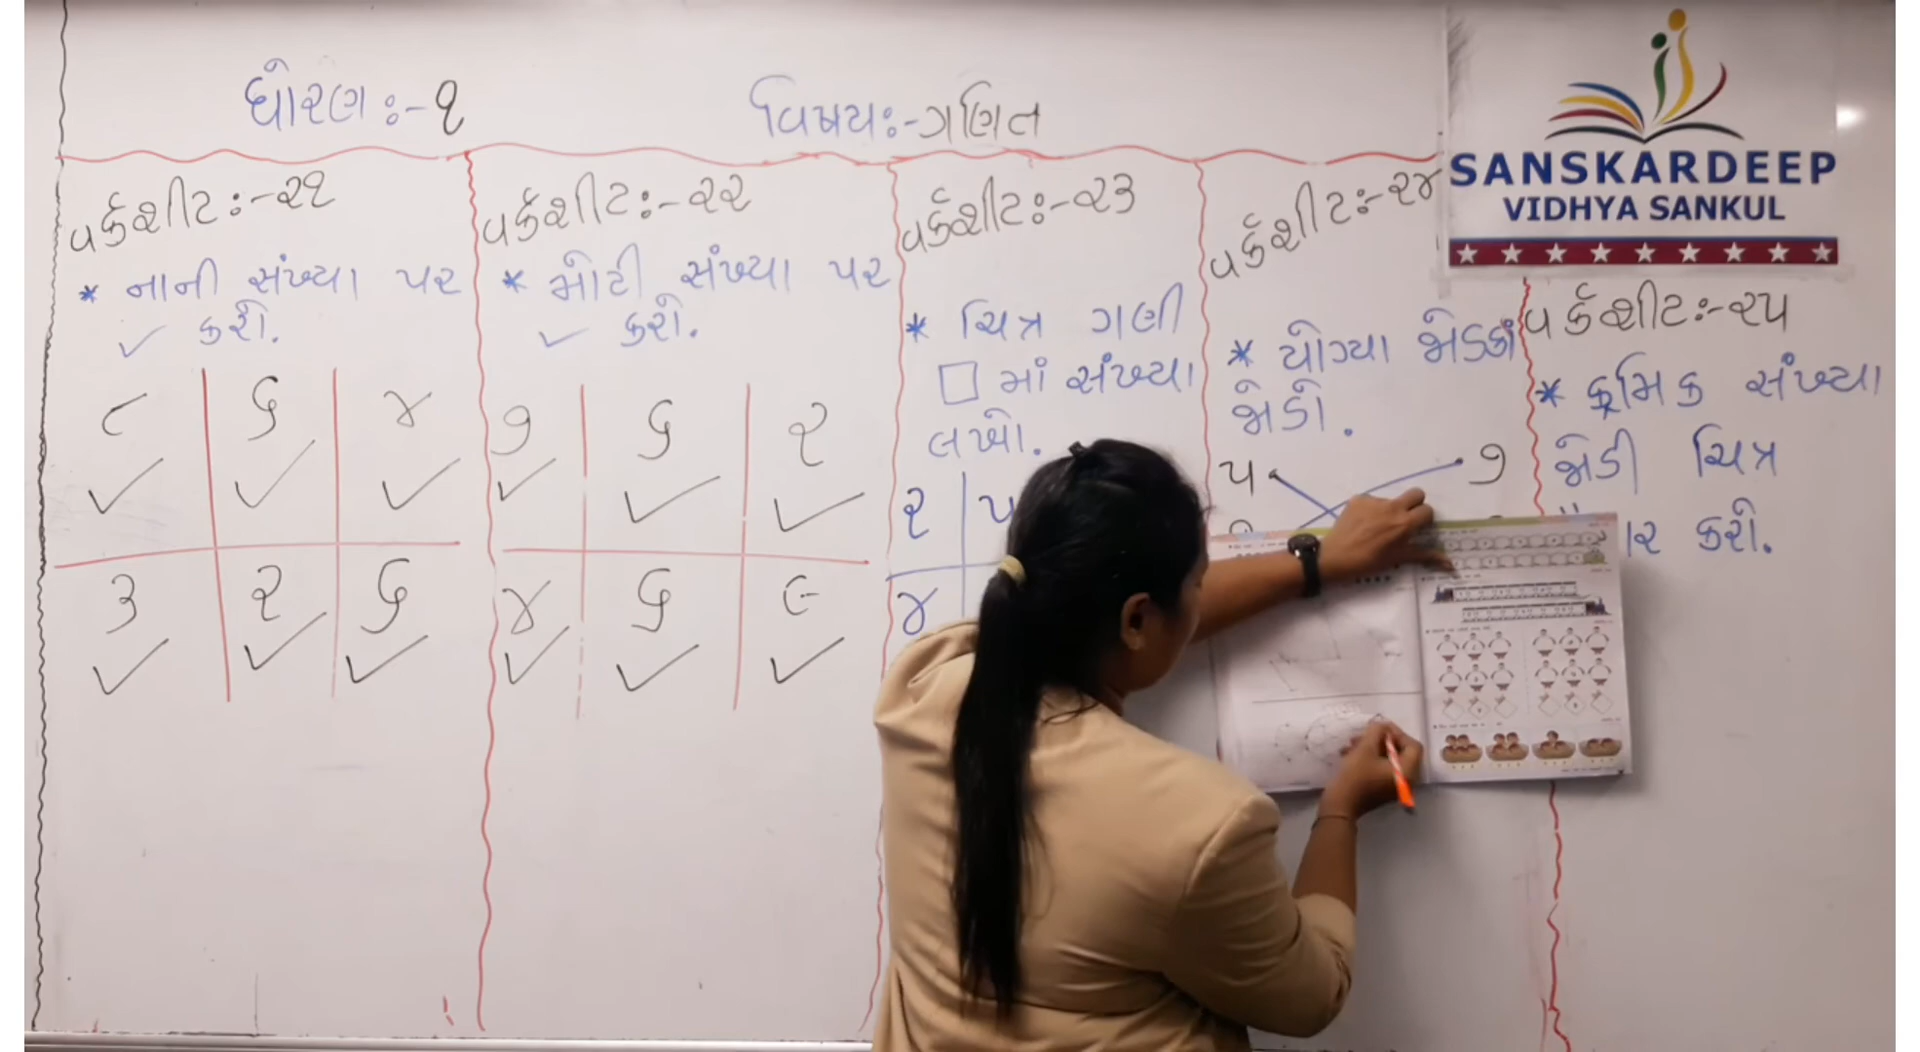 ધોરણ:-૧
વિષય:-ગણિત
SANSKARDEEP
VIDHYA SANKUL
વર્કશીટ:-૨૧
* નાની સંખ્યા પર
✓ કરો.
૮ ૬ ૪
૩ ૨ ૬
વર્કશીટ:-૨૨
* મોટી સંખ્યા પર
✓ કરો.
૭ ૬ ૨
૪ ૬ ૯
વર્કશીટ:-૨૩
* ચિત્ર ગણી
□ માં સંખ્યા
લખો.
૨ ૫
૪
વર્કશીટ:-૨૪
* યોગ્યા જોડકાં
જોડો.
૫ ૭
વર્કશીટ:-૨૫
* ક્રમિક સંખ્યા
જોડી ચિત્ર
કરો.